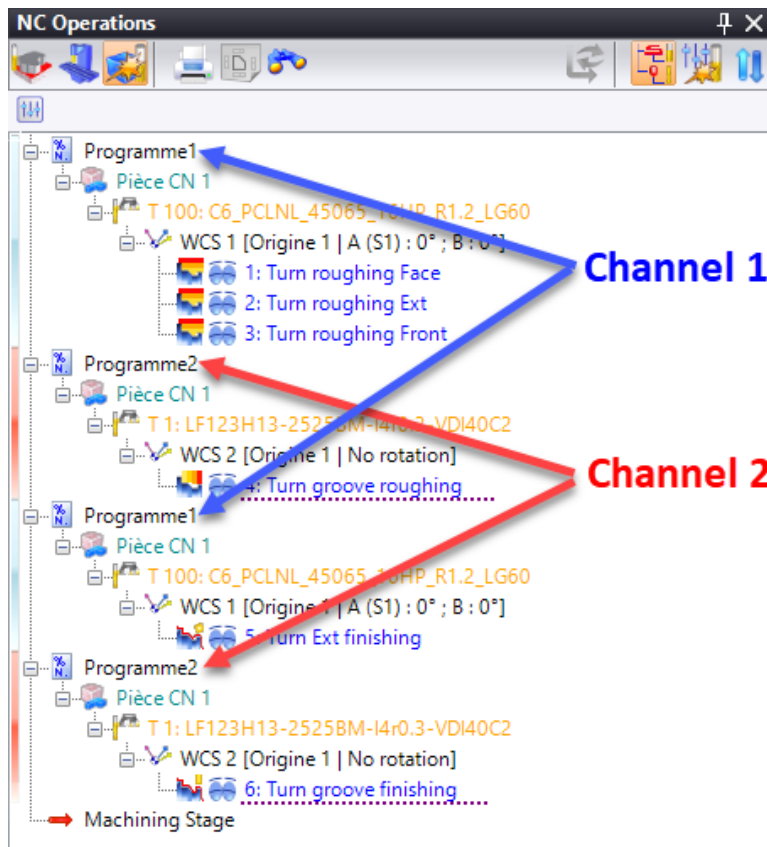 NC Operations
Programme1
Pièce CN 1
T 100: C6_PCLNL_45065_16HP_R1.2_LG60
WCS 1 [Origine 1 | A (S1) : 0° ; B : 0°]
Channel 1
1: Turn roughing Face
2: Turn roughing Ext
3: Turn roughing Front
Programme2
Pièce CN 1
T 1: LF123H13-2525BM-I4r0.3-VDI40C2
WCS 2 [Origine 1 | No rotation]
Channel 2
4: Turn groove roughing
Programme1
Pièce CN 1
T 100: C6_PCLNL_45065_16HP_R1.2_LG60
WCS 1 [Origine 1 | A (S1) : 0° ; B : 0°]
5: Turn Ext finishing
Programme2
Pièce CN 1
T 1: LF123H13-2525BM-I4r0.3-VDI40C2
WCS 2 [Origine 1 | No rotation]
6: Turn groove finishing
Machining Stage